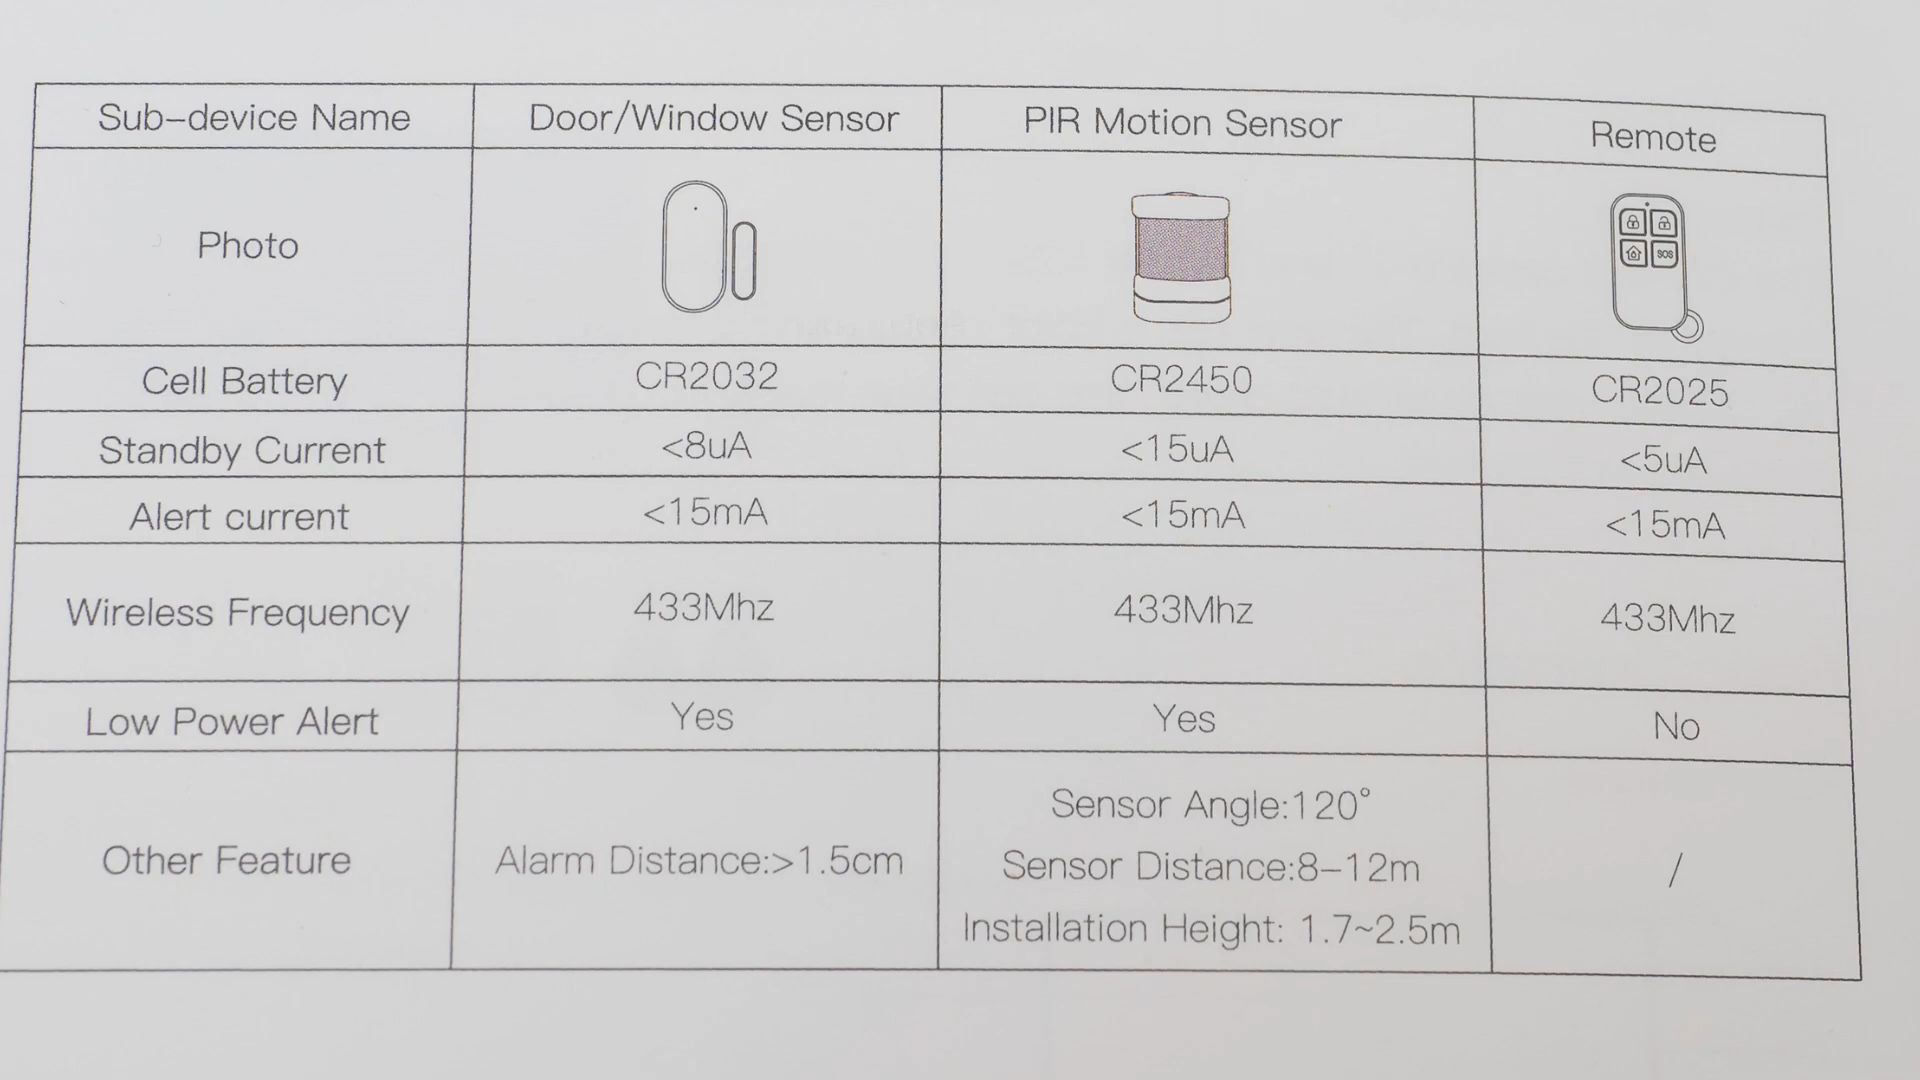 Sub-device Name Door/Window Sensor PIR Motion Sensor Remote
Photo
SOS
Cell Battery CR2032 CR2450 CR2025
Standby Current <8uA <15uA <5uA
Alert current <15mA <15mA <15mA
Wireless Frequency 433Mhz 433Mhz 433Mhz
Low Power Alert Yes Yes No
Other Feature Alarm Distance:>1.5cm
Sensor Angle:120°
Sensor Distance:8-12m
Installation Height: 1.7~2.5m
/